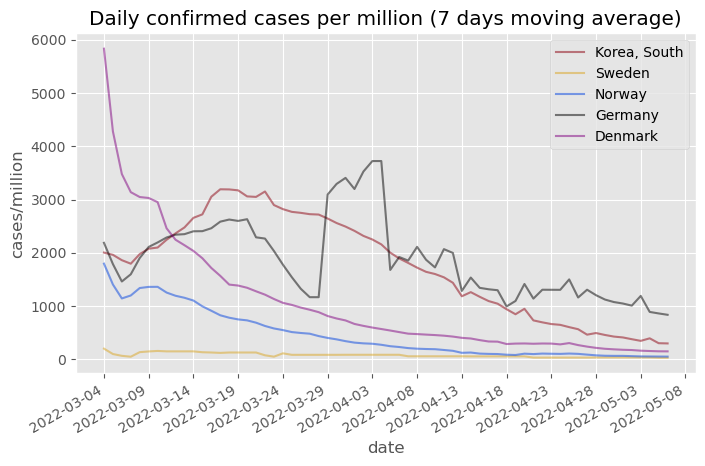 Daily confirmed cases per million (7 days moving average)
6000
5000
4000
3000
2000
1000
0
cases/million
Korea, South
Sweden
Norway
Germany
Denmark
2022-03-04
2022-03-09
2022-03-14
2022-03-19
2022-03-24
2022-03-29
2022-04-03
2022-04-08
2022-04-13
2022-04-18
2022-04-23
2022-04-28
2022-05-03
2022-05-08
date